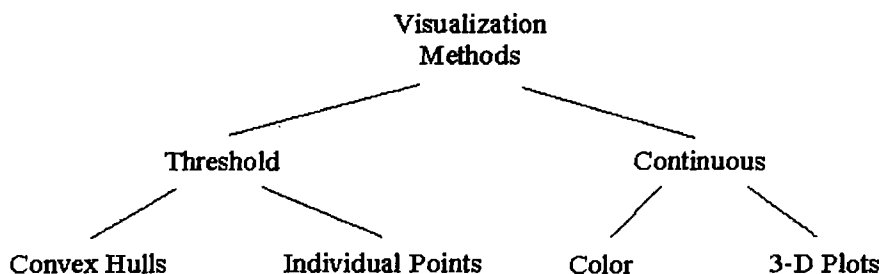 Visualization
Methods
Threshold
Continuous
Convex Hulls
Individual Points
Color
3-D Plots